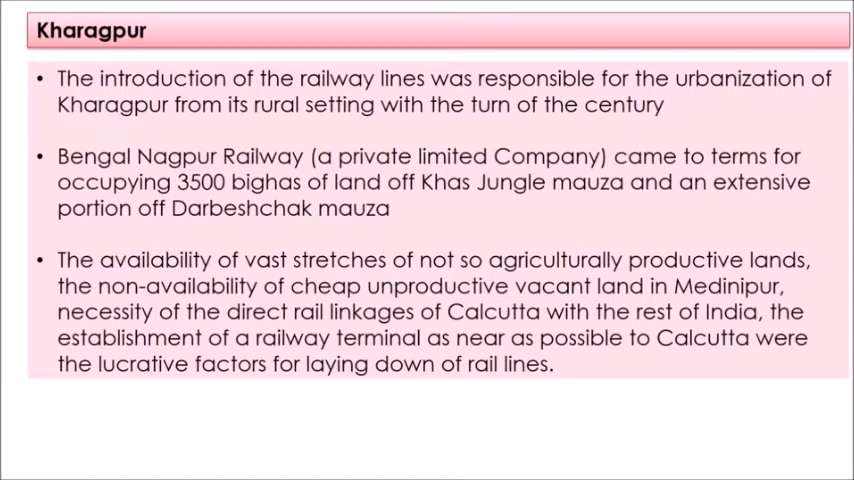 Kharagpur
• The introduction of the railway lines was responsible for the urbanization of
Kharagpur from its rural setting with the turn of the century
• Bengal Nagpur Railway (a private limited Company) came to terms for
occupying 3500 bighas of land off Khas Jungle mauza and an extensive
portion off Darbeshchak mauza
• The availability of vast stretches of not so agriculturally productive lands,
the non-availability of cheap unproductive vacant land in Medinipur,
necessity of the direct rail linkages of Calcutta with the rest of India, the
establishment of a railway terminal as near as possible to Calcutta were
the lucrative factors for laying down of rail lines.